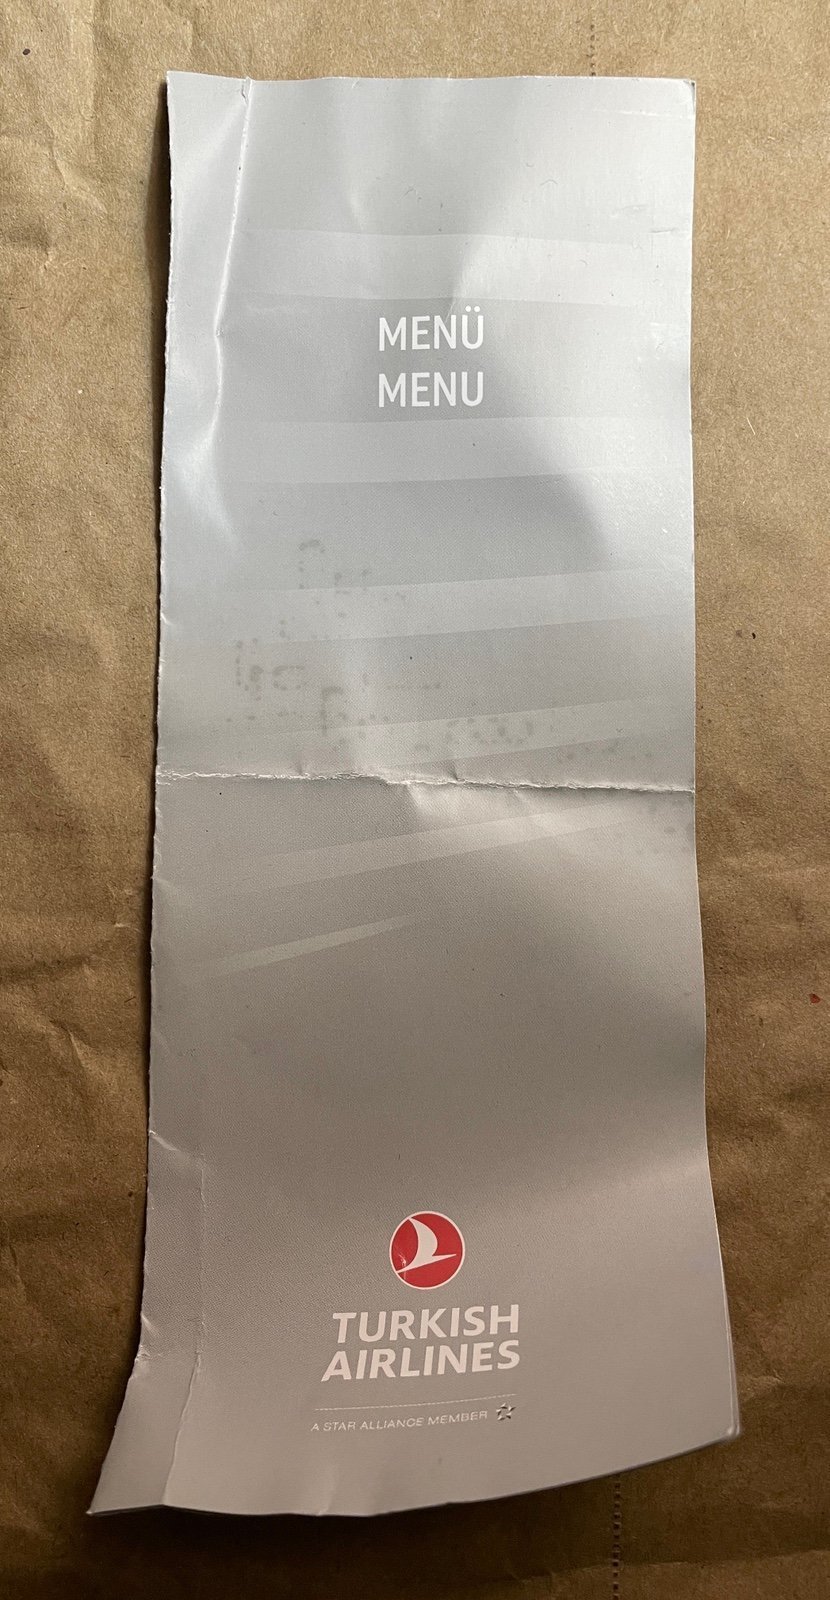 MENÜ
MENU
TURKISH
AIRLINES
A STAR ALLIANCE MEMBER